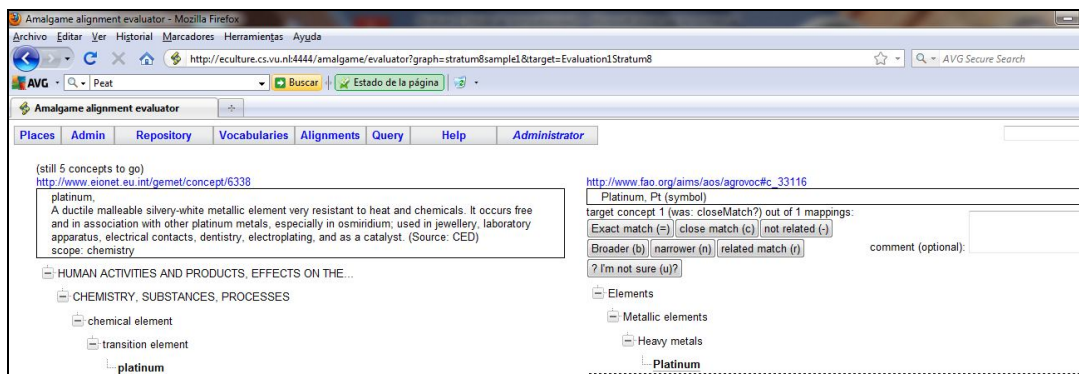 Amalgame alignment evaluator - Mozilla Firefox
Archivo Editar Ver Historial Marcadores Herramientas Ayuda
http://eculture.cs.vu.nl:4444/amalgame/evaluator?graph=stratum8sample1&target=Evaluation1Stratum8
AVG Secure Search
AVG Peat Buscar Estado de la página
Amalgame alignment evaluator
Places Admin Repository Vocabularies Alignments Query Help Administrator
(still 5 concepts to go)
http://www.eionet.eu.int/gemet/concept/6338
platinum,
A ductile malleable silvery-white metallic element very resistant to heat and chemicals. It occurs free
and in association with other platinum metals, especially in osmiridium; used in jewellery, laboratory
apparatus, electrical contacts, dentistry, electroplating, and as a catalyst. (Source: CED)
scope: chemistry
HUMAN ACTIVITIES AND PRODUCTS, EFFECTS ON THE...
CHEMISTRY, SUBSTANCES, PROCESSES
chemical element
transition element
platinum
http://www.fao.org/aims/aos/agrovoc#c_33116
Platinum, Pt (symbol)
target concept 1 (was: closeMatch?) out of 1 mappings:
Exact match (=) close match (c) not related (-)
Broader (b) narrower (n) related match (r)
comment (optional):
? I'm not sure (u)?
Elements
Metallic elements
Heavy metals
Platinum